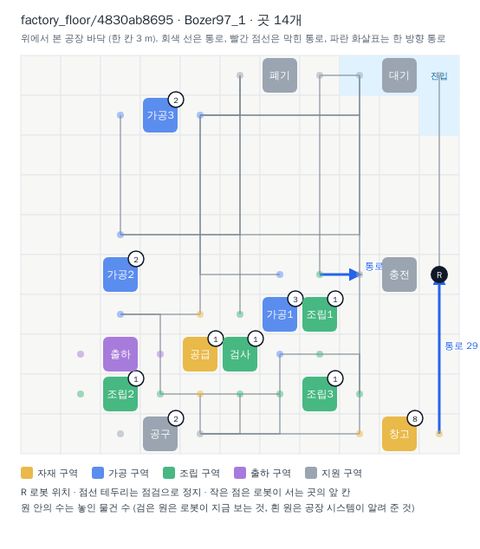 factory_floor/4830ab8695 · Bozer97_1 · 곳 14개
위에서 본 공장 바닥 (한 칸 3 m). 회색 선은 통로, 빨간 점선은 막힌 통로, 파란 화살표는 한 방향 통로
폐기
대기
진입
가공3
2
가공2
2
통로
충전
R
가공1
3
조립1
1
통로 29
출하
공급
1
검사
1
조립2
1
조립3
1
공구
2
창고
8
자재 구역
가공 구역
조립 구역
출하 구역
지원 구역
R 로봇 위치 · 점선 테두리는 점검으로 정지 · 작은 점은 로봇이 서는 곳의 앞 칸
원 안의 수는 놓인 물건 수 (검은 원은 로봇이 지금 보는 것, 흰 원은 공장 시스템이 알려 준 것)